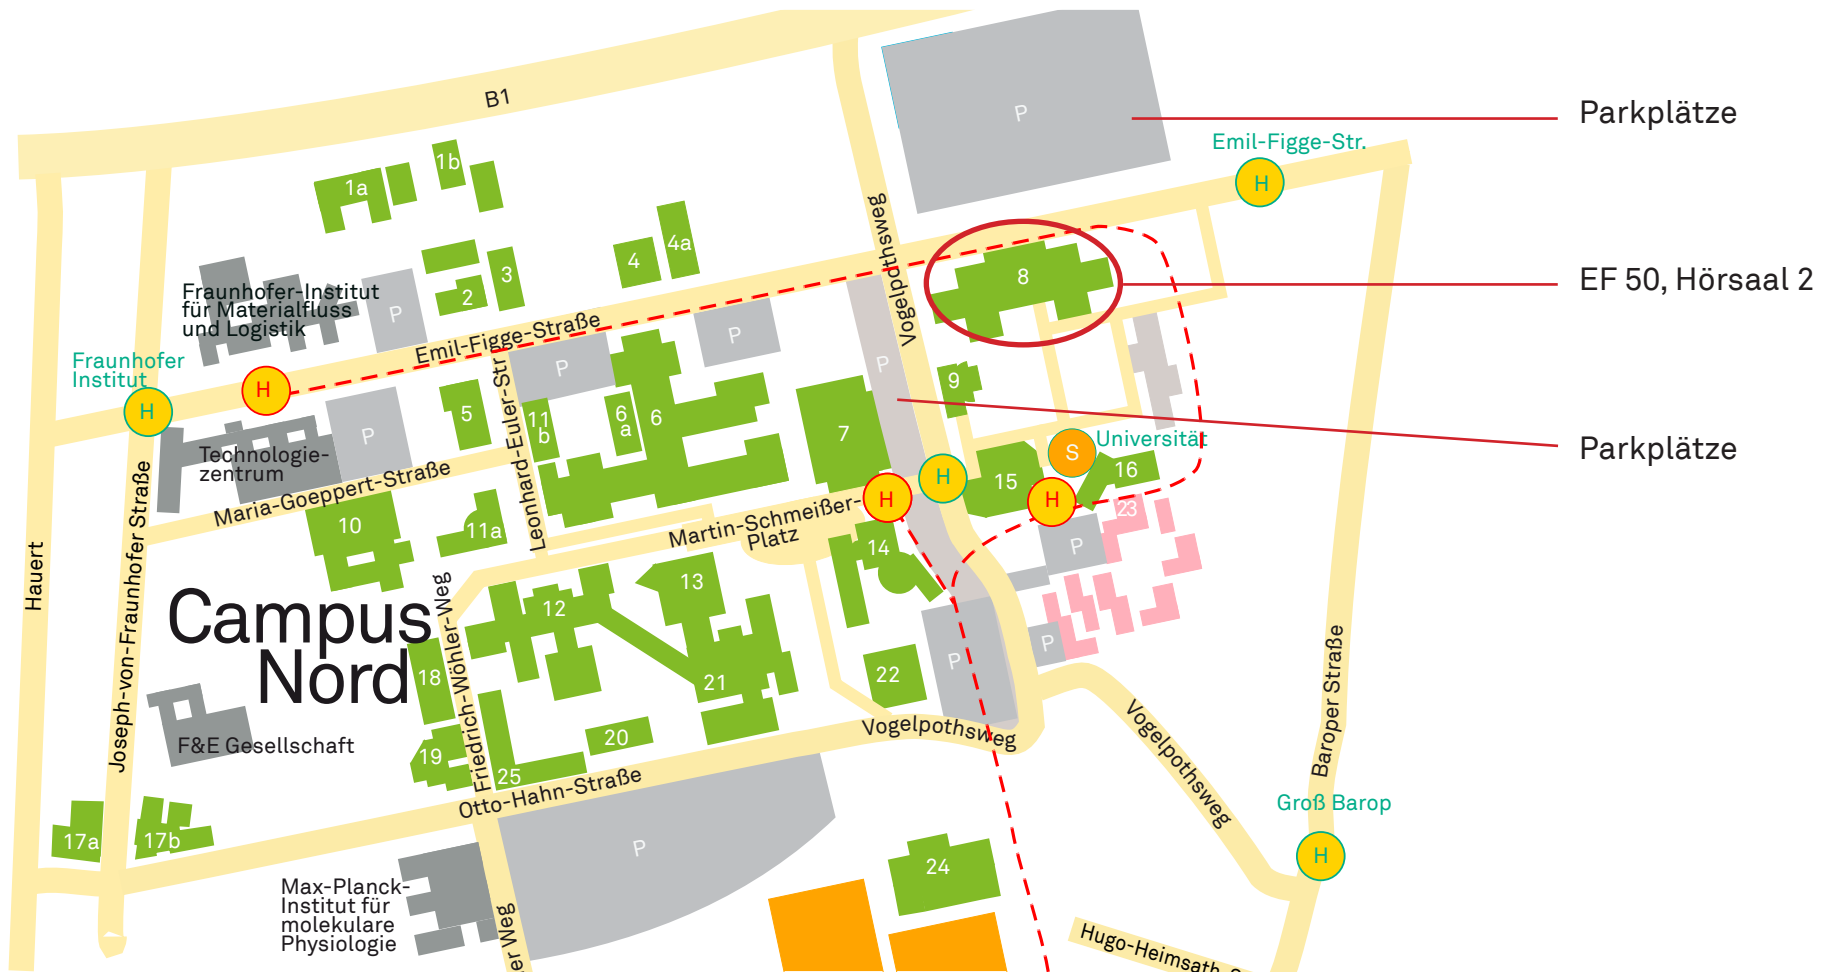 B1
P
Parkplätze
Emil-Figge-Str.
H
1b
1a
Vogelpothsweg
4a
4
3
2
8
EF 50, Hörsaal 2
Fraunhofer-Institut
für Materialfluss
und Logistik
P
Emil-Figge-Straße
P
P
P
Vogelpothsweg
Fraunhofer
Institut
H
H
5
11
b
6
a
6
7
9
Parkplätze
P
Technologie-
zentrum
Leonhard-Euler-Str.
Maria-Goeppert-Straße
S
Universität
H
H
15
16
H
23
10
11a
Martin-Schmeißer-
Platz
14
P
Hauert
Joseph-von-Fraunhofer Straße
Campus
Nord
Friedrich-Wöhler-Weg
12
13
18
21
22
P
P
Baroper Straße
F&E Gesellschaft
19
20
25
Vogelpothsweg
Vogelpothsweg
Otto-Hahn-Straße
Groß Barop
H
17a
17b
P
24
Max-Planck-
Institut für
molekulare
Physiologie
er Weg
Hugo-Heimsath-S